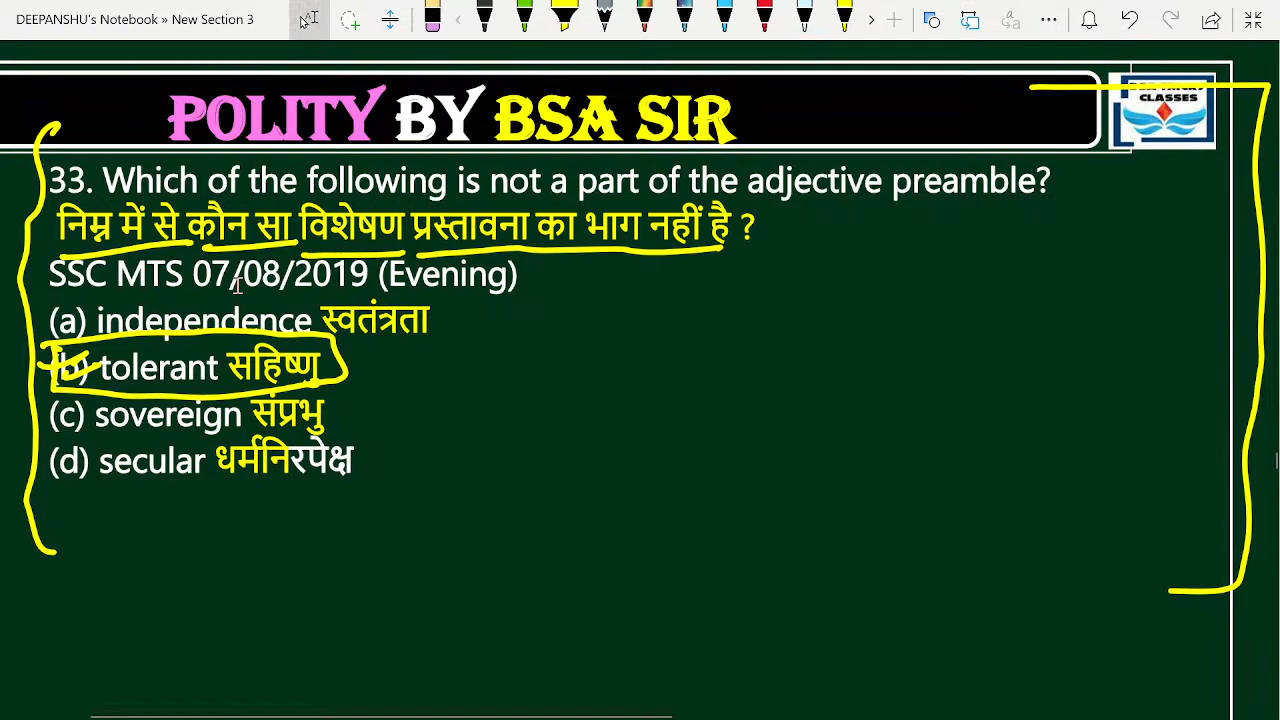 DEEPANSHU's Notebook » New Section 3
POLITY BY BSA SIR
CLASSES
33. Which of the following is not a part of the adjective preamble?
निम्न में से कौन सा विशेषण प्रस्तावना का भाग नहीं है ?
SSC MTS 07/08/2019 (Evening)
(a) independence स्वतंत्रता
(b) tolerant सहिष्णु
(c) sovereign संप्रभु
(d) secular धर्मनिरपेक्ष